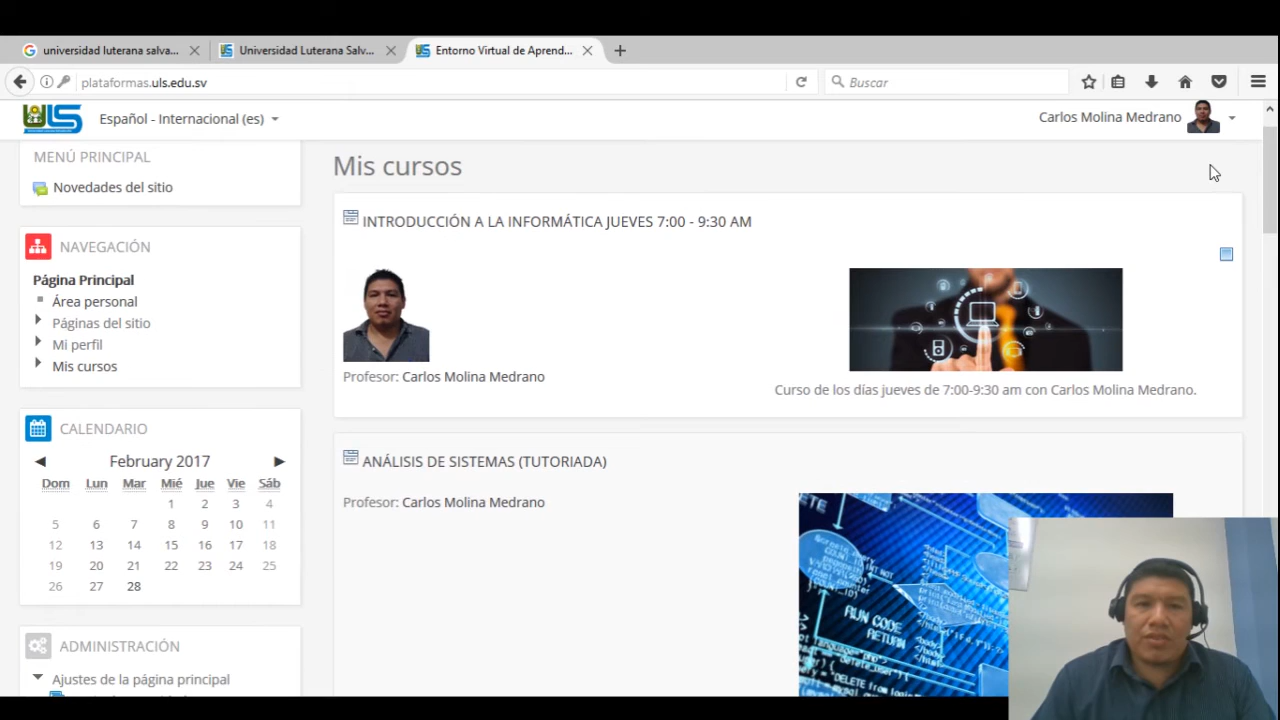 universidad luterana salva...
Universidad Luterana Salv...
Entorno Virtual de Aprend...
plataformas.uls.edu.sv
Buscar
ULS
Español - Internacional (es)
Carlos Molina Medrano
MENÚ PRINCIPAL
Novedades del sitio
NAVEGACIÓN
Página Principal
Área personal
Páginas del sitio
Mi perfil
Mis cursos
CALENDARIO
February 2017
Dom Lun Mar Mié Jue Vie Sáb
1 2 3 4
5 6 7 8 9 10 11
12 13 14 15 16 17 18
19 20 21 22 23 24 25
26 27 28
ADMINISTRACIÓN
Ajustes de la página principal
Mis cursos
INTRODUCCIÓN A LA INFORMÁTICA JUEVES 7:00 - 9:30 AM
Profesor: Carlos Molina Medrano
Curso de los días jueves de 7:00-9:30 am con Carlos Molina Medrano.
ANÁLISIS DE SISTEMAS (TUTORIADA)
Profesor: Carlos Molina Medrano
RUN CODE
RETURN